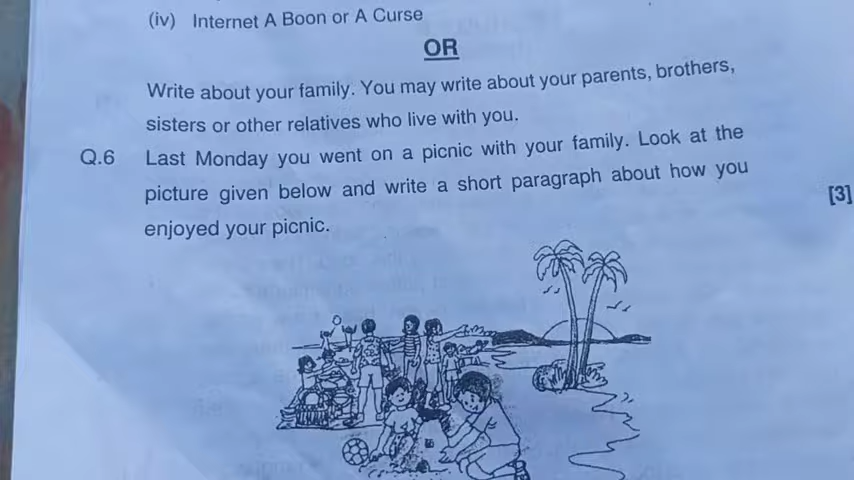 (iv) Internet A Boon or A Curse
OR
Write about your family. You may write about your parents, brothers,
sisters or other relatives who live with you.
Q.6 Last Monday you went on a picnic with your family. Look at the
picture given below and write a short paragraph about how you
enjoyed your picnic.
[3]